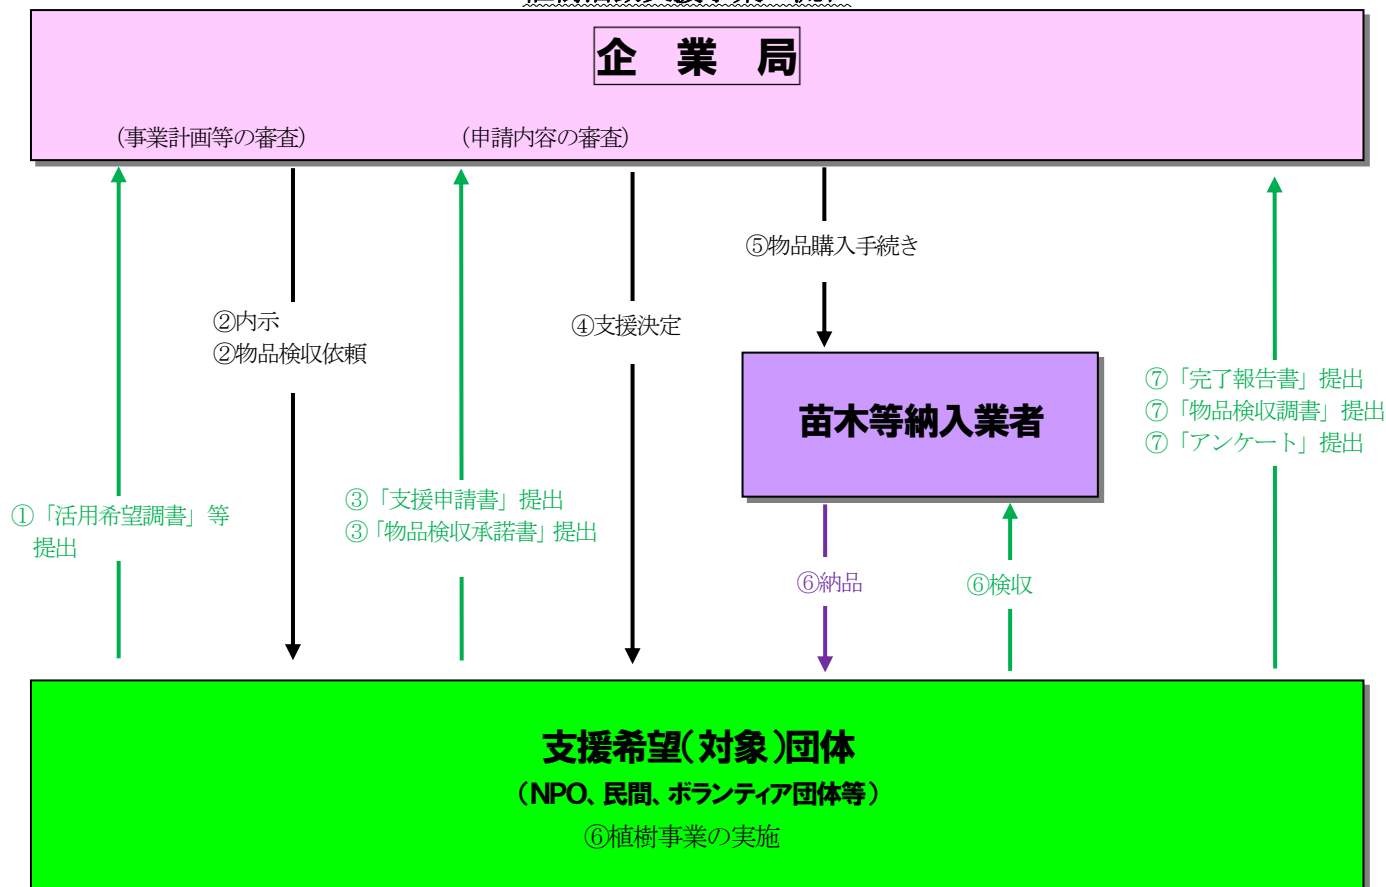 企　業　局
（事業計画等の審査）
（申請内容の審査）
⑤物品購入手続き
②内示
②物品検収依頼
④支援決定
苗木等納入業者
⑦「完了報告書」提出
⑦「物品検収調書」提出
⑦「アンケート」提出
①「活用希望調書」等
提出
③「支援申請書」提出
③「物品検収承諾書」提出
⑥納品
⑥検収
支援希望（対象）団体
（NPO、民間、ボランティア団体等）
⑥植樹事業の実施